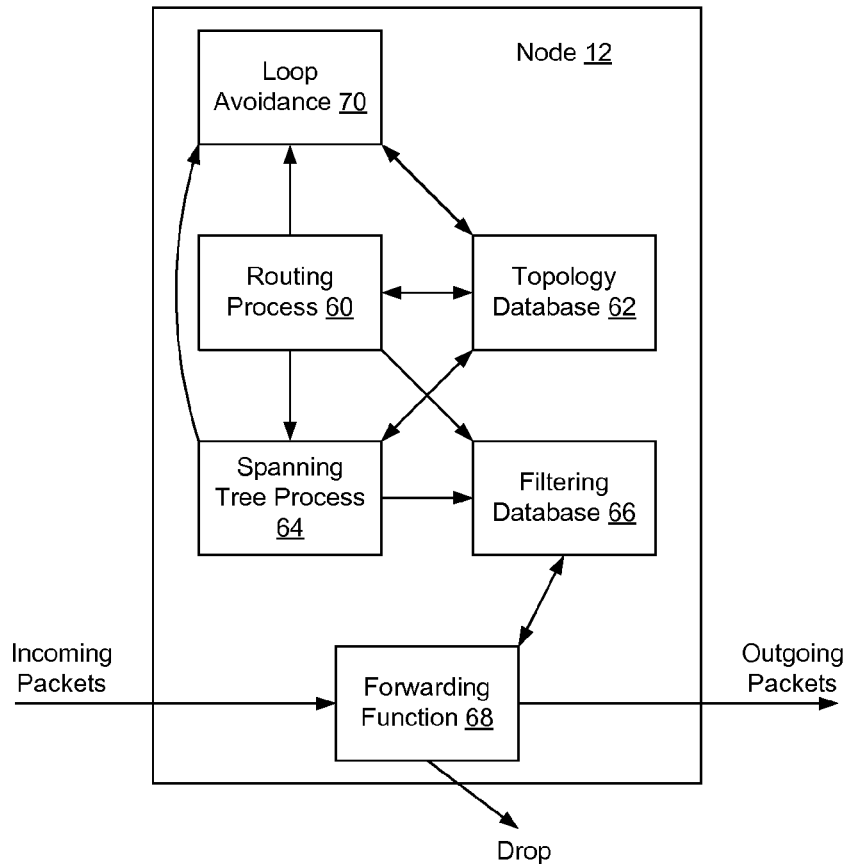 Node 12
Loop
Avoidance 70
Routing
Process 60
Topology
Database 62
Spanning
Tree Process
64
Filtering
Database 66
Incoming
Packets
Forwarding
Function 68
Outgoing
Packets
Drop